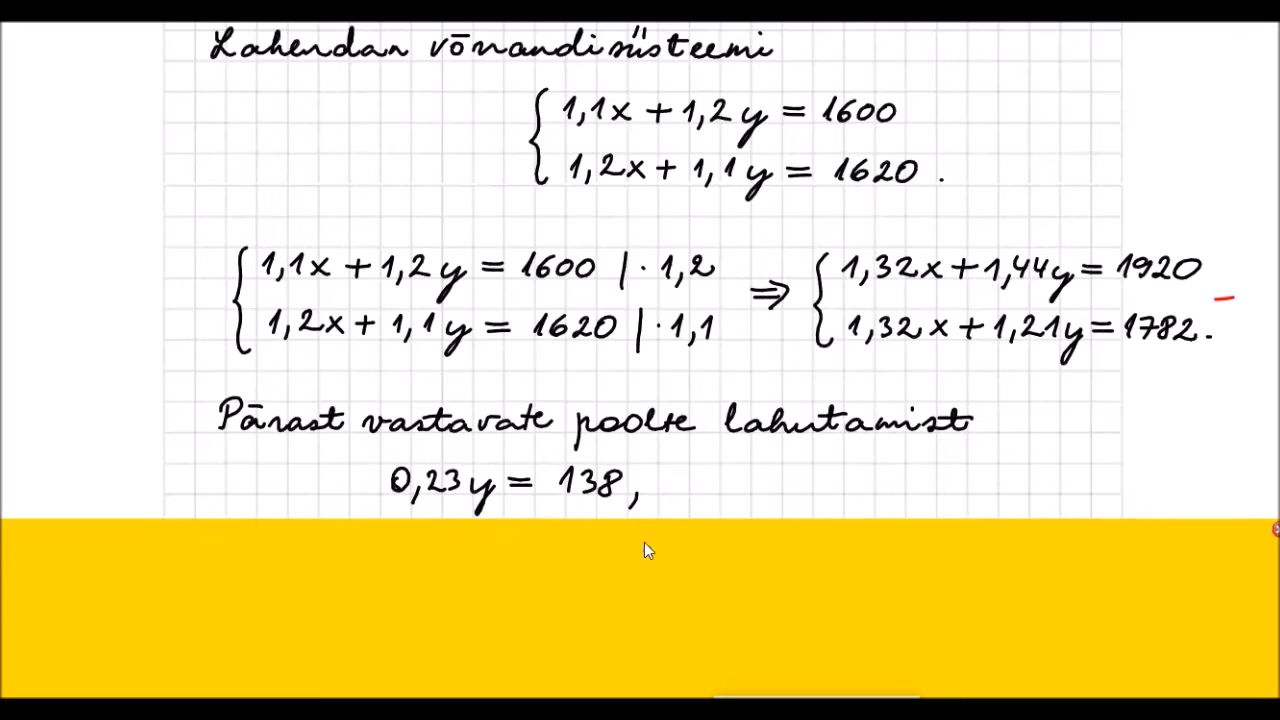 Lahendan võrrandisüsteemi
1,1x + 1,2y = 1600
1,2x + 1,1y = 1620 .
1,1x + 1,2y = 1600 | · 1,2 ⇒ 1,32x + 1,44y = 1920
1,2x + 1,1y = 1620 | · 1,1 1,32x + 1,21y = 1782.
–
Pärast vastavate poolte lahutamist
0,23y = 138,